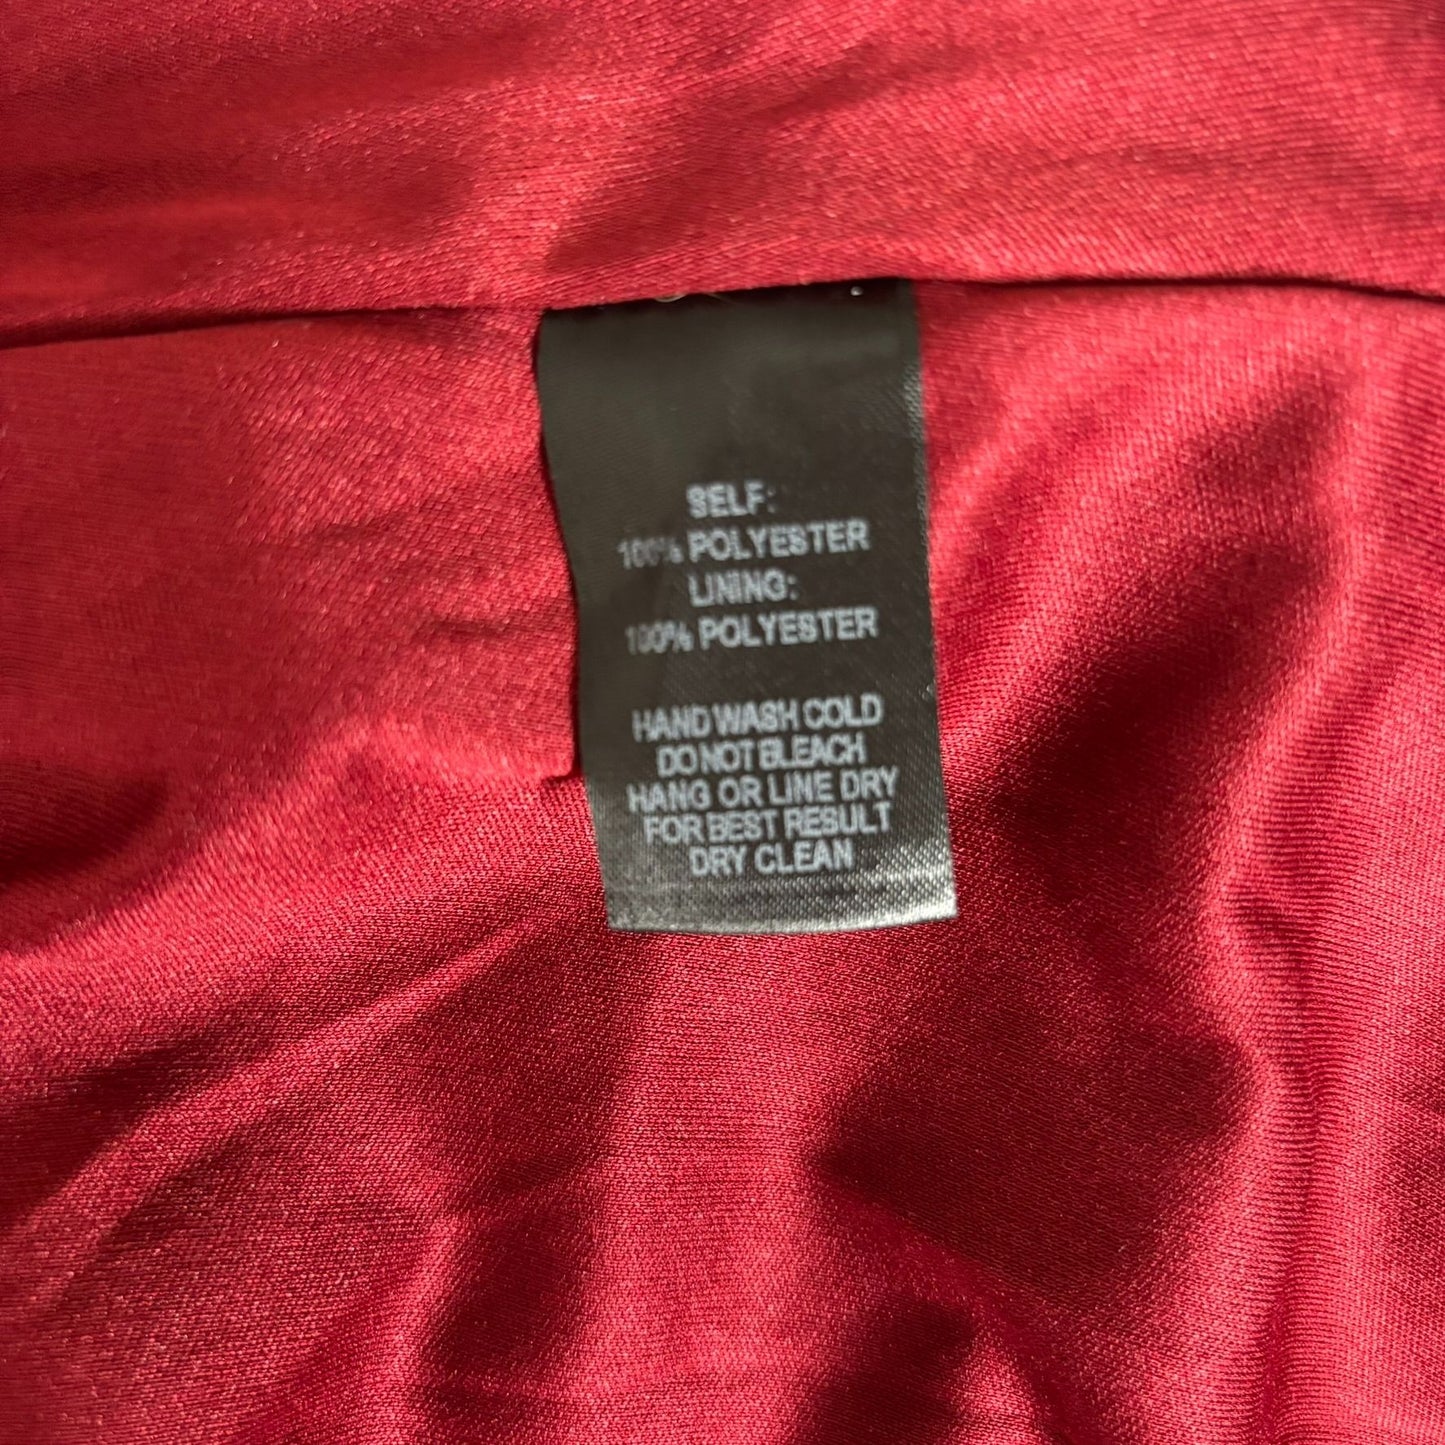 SELF:
100% POLYESTER
LINING:
100% POLYESTER
HAND WASH COLD
DO NOT BLEACH
HANG OR LINE DRY
FOR BEST RESULT
DRY CLEAN